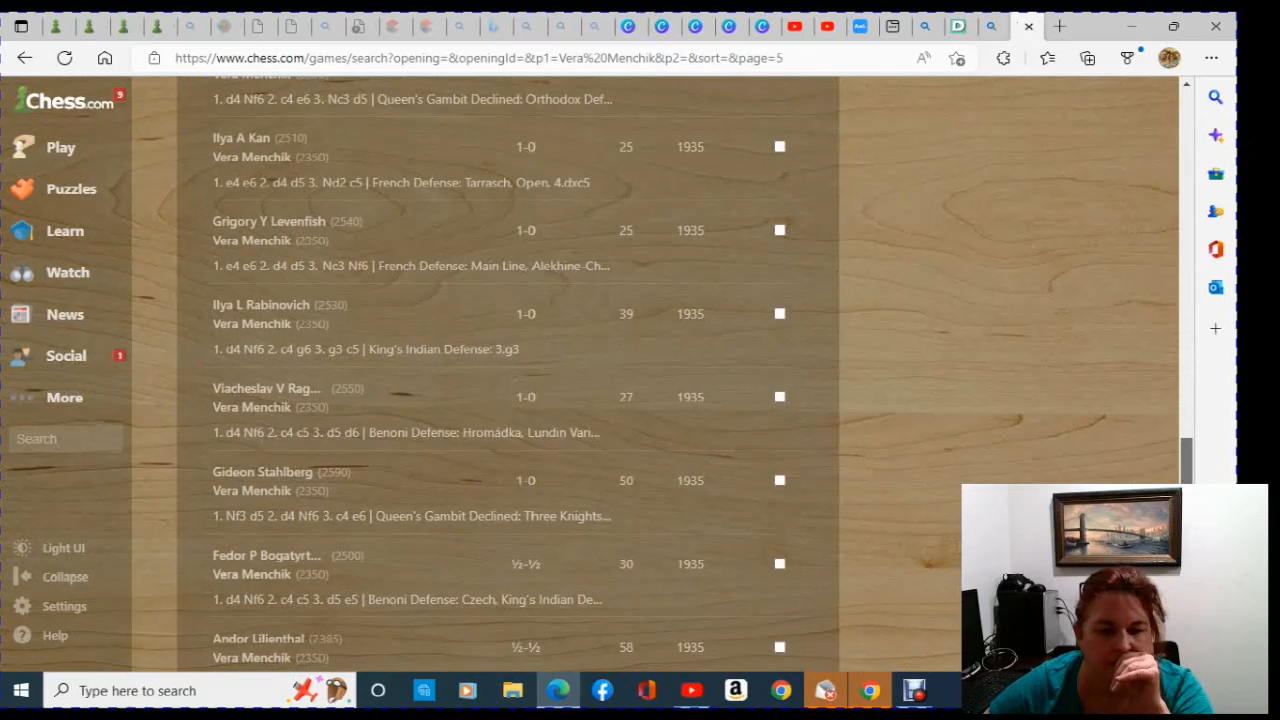 https://www.chess.com/games/search?opening=&openingId=&p1=Vera%20Menchik&p2=&sort=&page=5
Chess.com
9
Play
Puzzles
Learn
Watch
News
Social
1
More
Search
Light UI
Collapse
Settings
Help
1. d4 Nf6 2. c4 e6 3. Nc3 d5 | Queen's Gambit Declined: Orthodox Def...
Ilya A Kan (2510)
Vera Menchik (2350)
1-0 25 1935
1. e4 e6 2. d4 d5 3. Nd2 c5 | French Defense: Tarrasch, Open, 4.dxc5
Grigory Y Levenfish (2540)
Vera Menchik (2350)
1-0 25 1935
1. e4 e6 2. d4 d5 3. Nc3 Nf6 | French Defense: Main Line, Alekhine-Ch...
Ilya L Rabinovich (2530)
Vera Menchik (2350)
1-0 39 1935
1. d4 Nf6 2. c4 g6 3. g3 c5 | King's Indian Defense: 3.g3
Viacheslav V Rag... (2550)
Vera Menchik (2350)
1-0 27 1935
1. d4 Nf6 2. c4 c5 3. d5 d6 | Benoni Defense: Hromádka, Lundin Vari...
Gideon Stahlberg (2590)
Vera Menchik (2350)
1-0 50 1935
1. Nf3 d5 2. d4 Nf6 3. c4 e6 | Queen's Gambit Declined: Three Knights...
Fedor P Bogatyrt... (2500)
Vera Menchik (2350)
½-½ 30 1935
1. d4 Nf6 2. c4 c5 3. d5 e5 | Benoni Defense: Czech, King's Indian De...
Andor Lilienthal (2385)
Vera Menchik (2350)
½-½ 58 1935
Type here to search